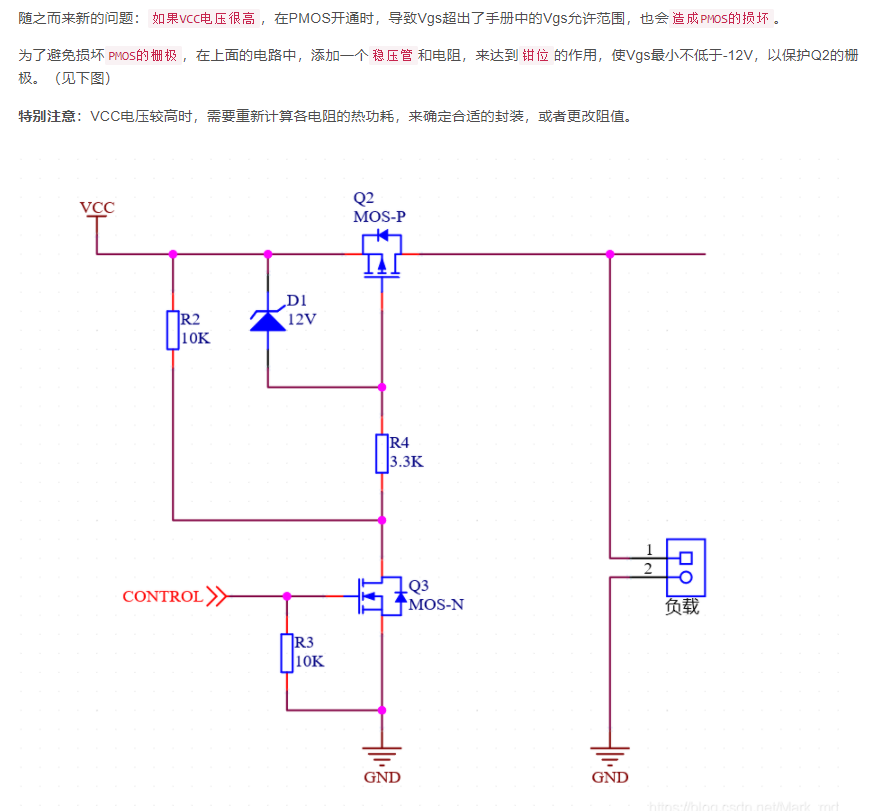 随之而来新的问题：如果VCC电压很高，在PMOS开通时，导致Vgs超出了手册中的Vgs允许范围，也会造成PMOS的损坏。
为了避免损坏PMOS的栅极，在上面的电路中，添加一个稳压管和电阻，来达到钳位的作用，使Vgs最小不低于-12V，以保护Q2的栅
极。（见下图）
特别注意：VCC电压较高时，需要重新计算各电阻的热功耗，来确定合适的封装，或者更改阻值。
Q2
MOS-P
VCC
D1
12V
R2
10K
R4
3.3K
1
2
负载
Q3
MOS-N
CONTROL
R3
10K
GND
GND
https://blog.csdn.net/Mark_md